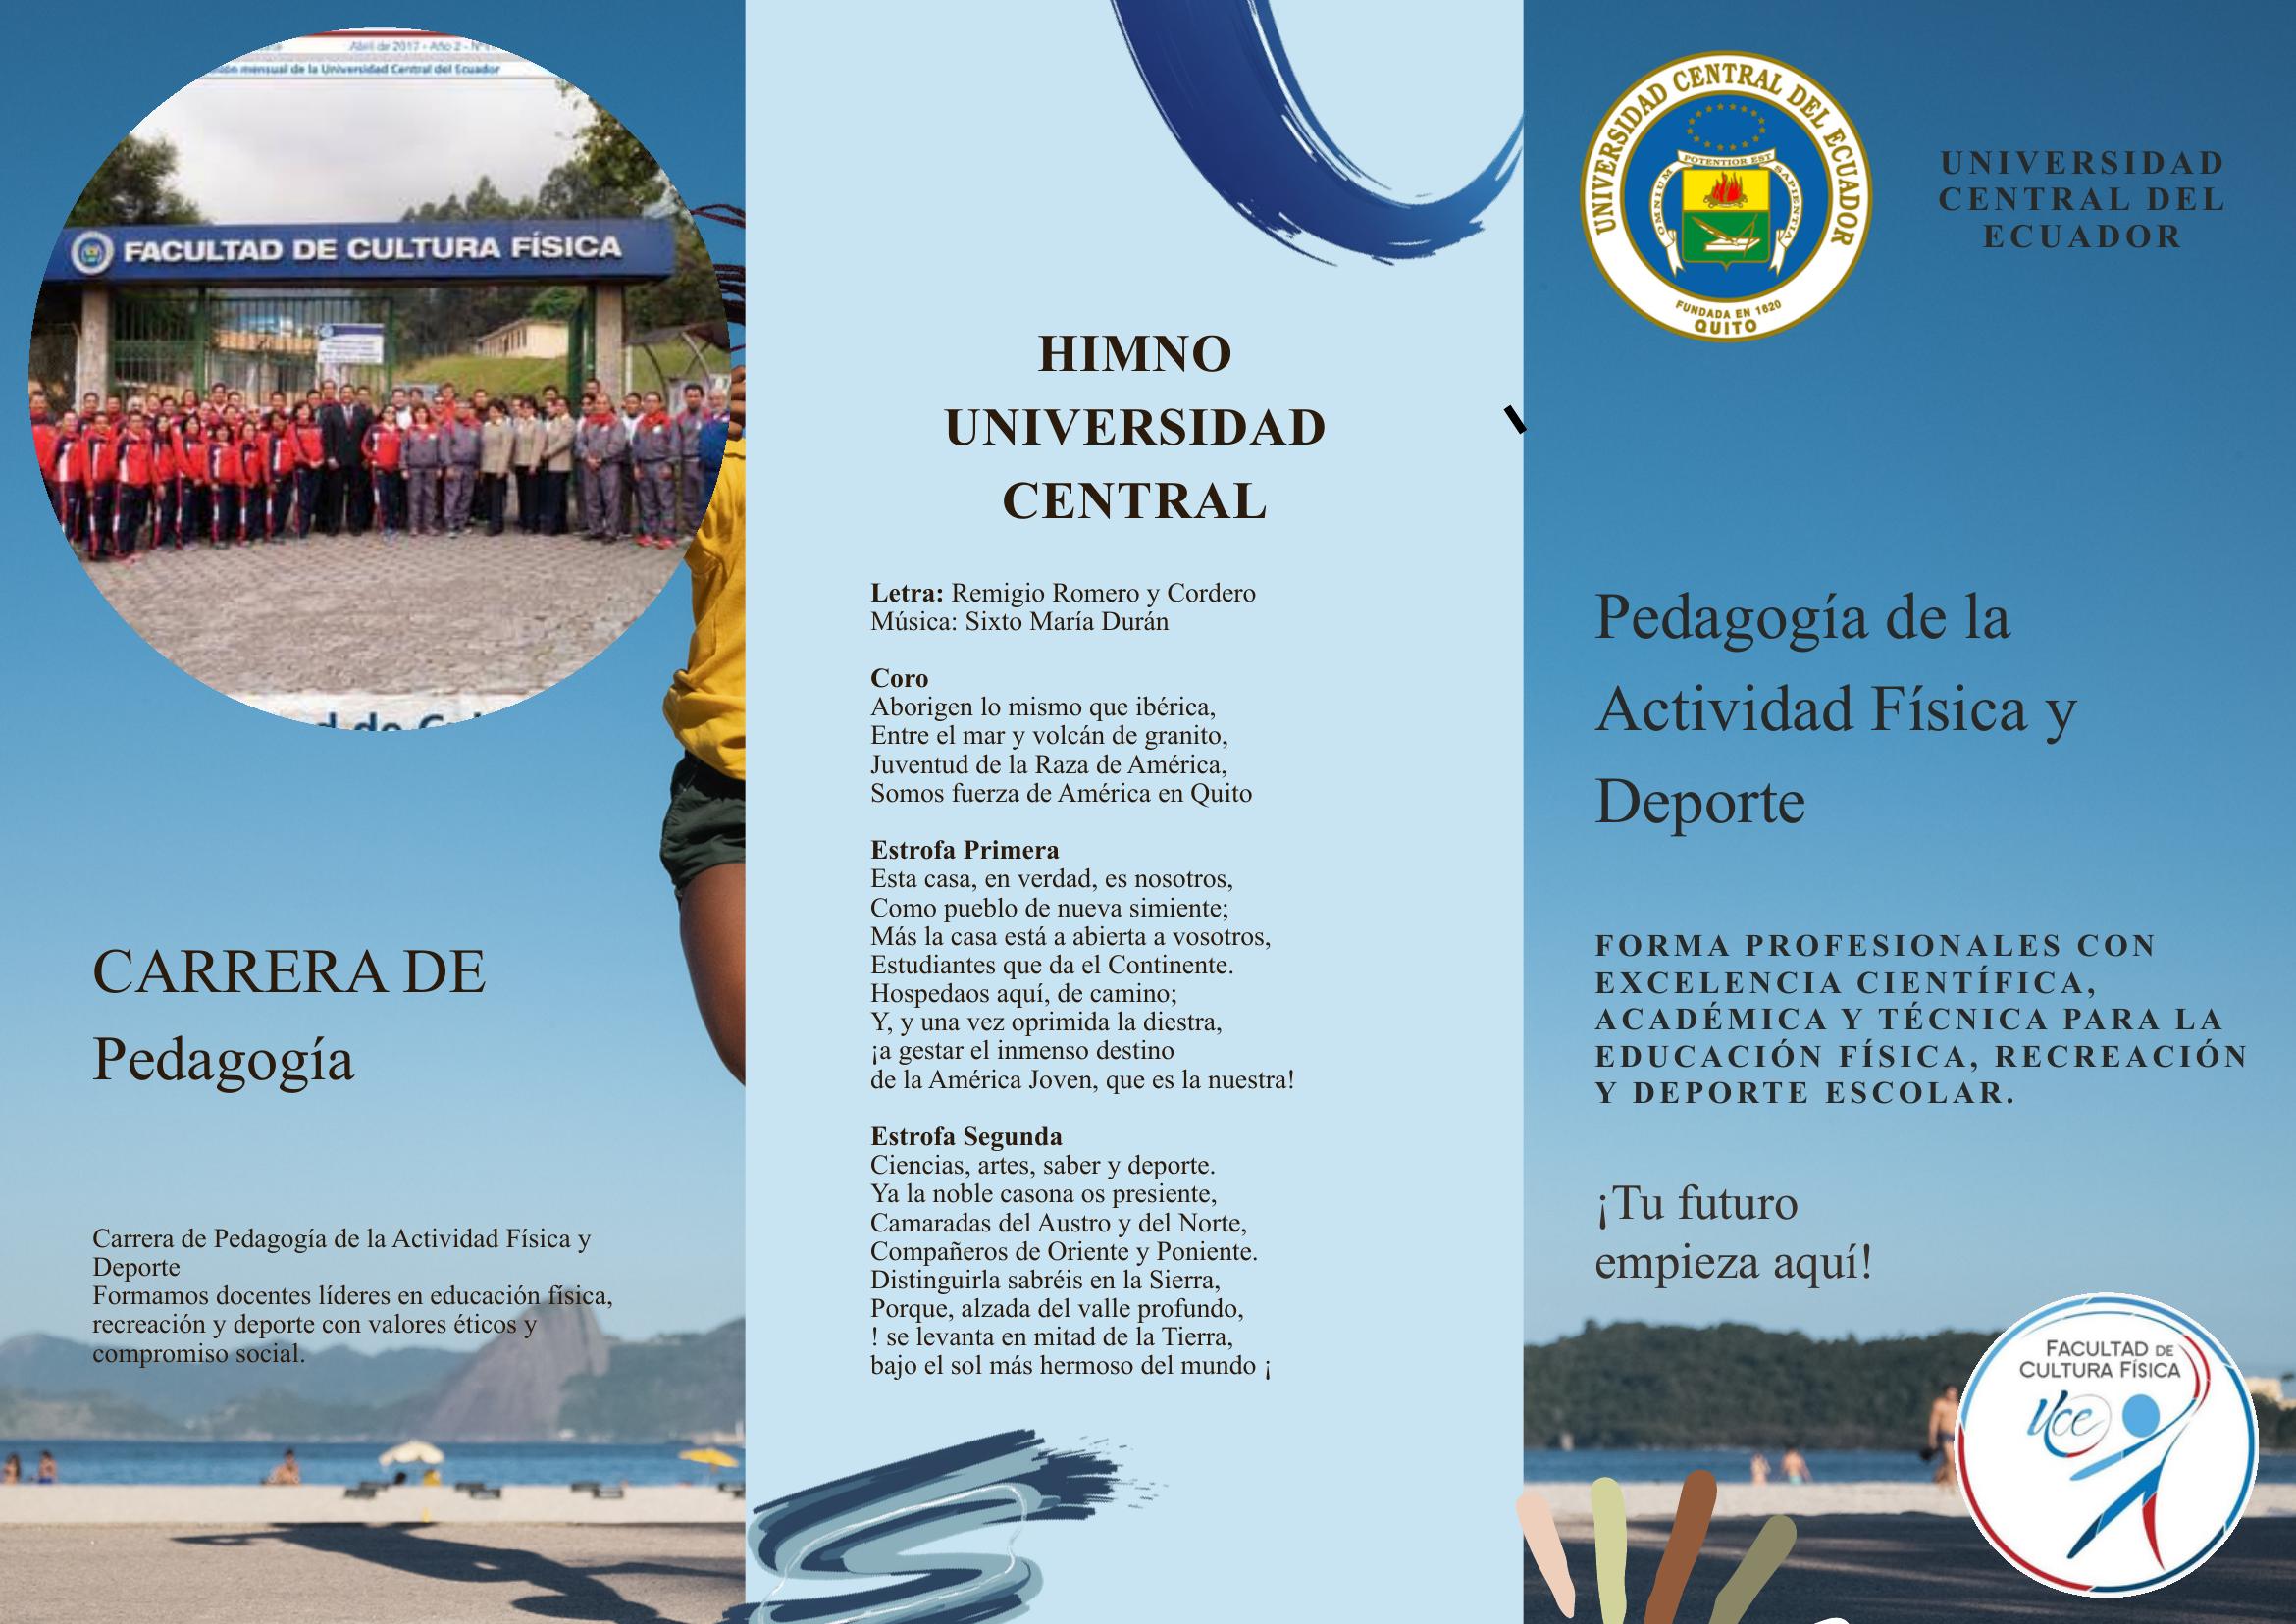 Abril de 2017 - Año 2 - Nº
mensual de la Universidad Central del Ecuador
FACULTAD DE CULTURA FÍSICA
CARRERA DE
Pedagogía
Carrera de Pedagogía de la Actividad Física y
Deporte
Formamos docentes líderes en educación física,
recreación y deporte con valores éticos y
compromiso social.
HIMNO
UNIVERSIDAD
CENTRAL
Letra: Remigio Romero y Cordero
Música: Sixto María Durán
Coro
Aborigen lo mismo que ibérica,
Entre el mar y volcán de granito,
Juventud de la Raza de América,
Somos fuerza de América en Quito
Estrofa Primera
Esta casa, en verdad, es nosotros,
Como pueblo de nueva simiente;
Más la casa está a abierta a vosotros,
Estudiantes que da el Continente.
Hospedaos aquí, de camino;
Y, y una vez oprimida la diestra,
¡a gestar el inmenso destino
de la América Joven, que es la nuestra!
Estrofa Segunda
Ciencias, artes, saber y deporte.
Ya la noble casona os presiente,
Camaradas del Austro y del Norte,
Compañeros de Oriente y Poniente.
Distinguirla sabréis en la Sierra,
Porque, alzada del valle profundo,
! se levanta en mitad de la Tierra,
bajo el sol más hermoso del mundo ¡
UNIVERSIDAD CENTRAL DEL ECUADOR
OMNIUM POTENTIOR EST SAPIENTIA
FUNDADA EN 1620
QUITO
UNIVERSIDAD
CENTRAL DEL
ECUADOR
Pedagogía de la
Actividad Física y
Deporte
FORMA PROFESIONALES CON
EXCELENCIA CIENTÍFICA,
ACADÉMICA Y TÉCNICA PARA LA
EDUCACIÓN FÍSICA, RECREACIÓN
Y DEPORTE ESCOLAR.
¡Tu futuro
empieza aquí!
FACULTAD DE
CULTURA FÍSICA
Uce